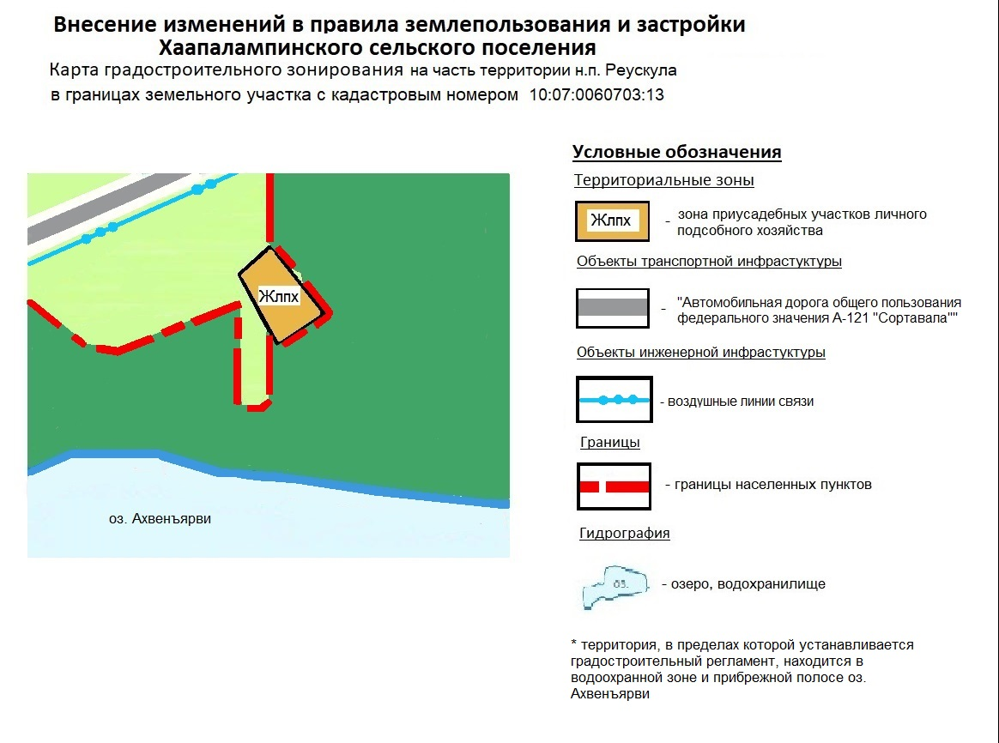 Внесение изменений в правила землепользования и застройки
Хаапалампинского сельского поселения
Карта градостроительного зонирования на часть территории н.п. Реускула
в границах земельного участка с кадастровым номером 10:07:0060703:13
Жлпх
оз. Ахвенъярви
Условные обозначения
Территориальные зоны
Жлпх
- зона приусадебных участков личного
подсобного хозяйства
Объекты транспортной инфрастуктуры
- "Автомобильная дорога общего пользования
федерального значения А-121 "Сортавала""
Объекты инженерной инфрастуктуры
- воздушные линии связи
Границы
- границы населенных пунктов
Гидрография
оз.
- озеро, водохранилище
* территория, в пределах которой устанавливается
градостроительный регламент, находится в
водоохранной зоне и прибрежной полосе оз.
Ахвенъярви